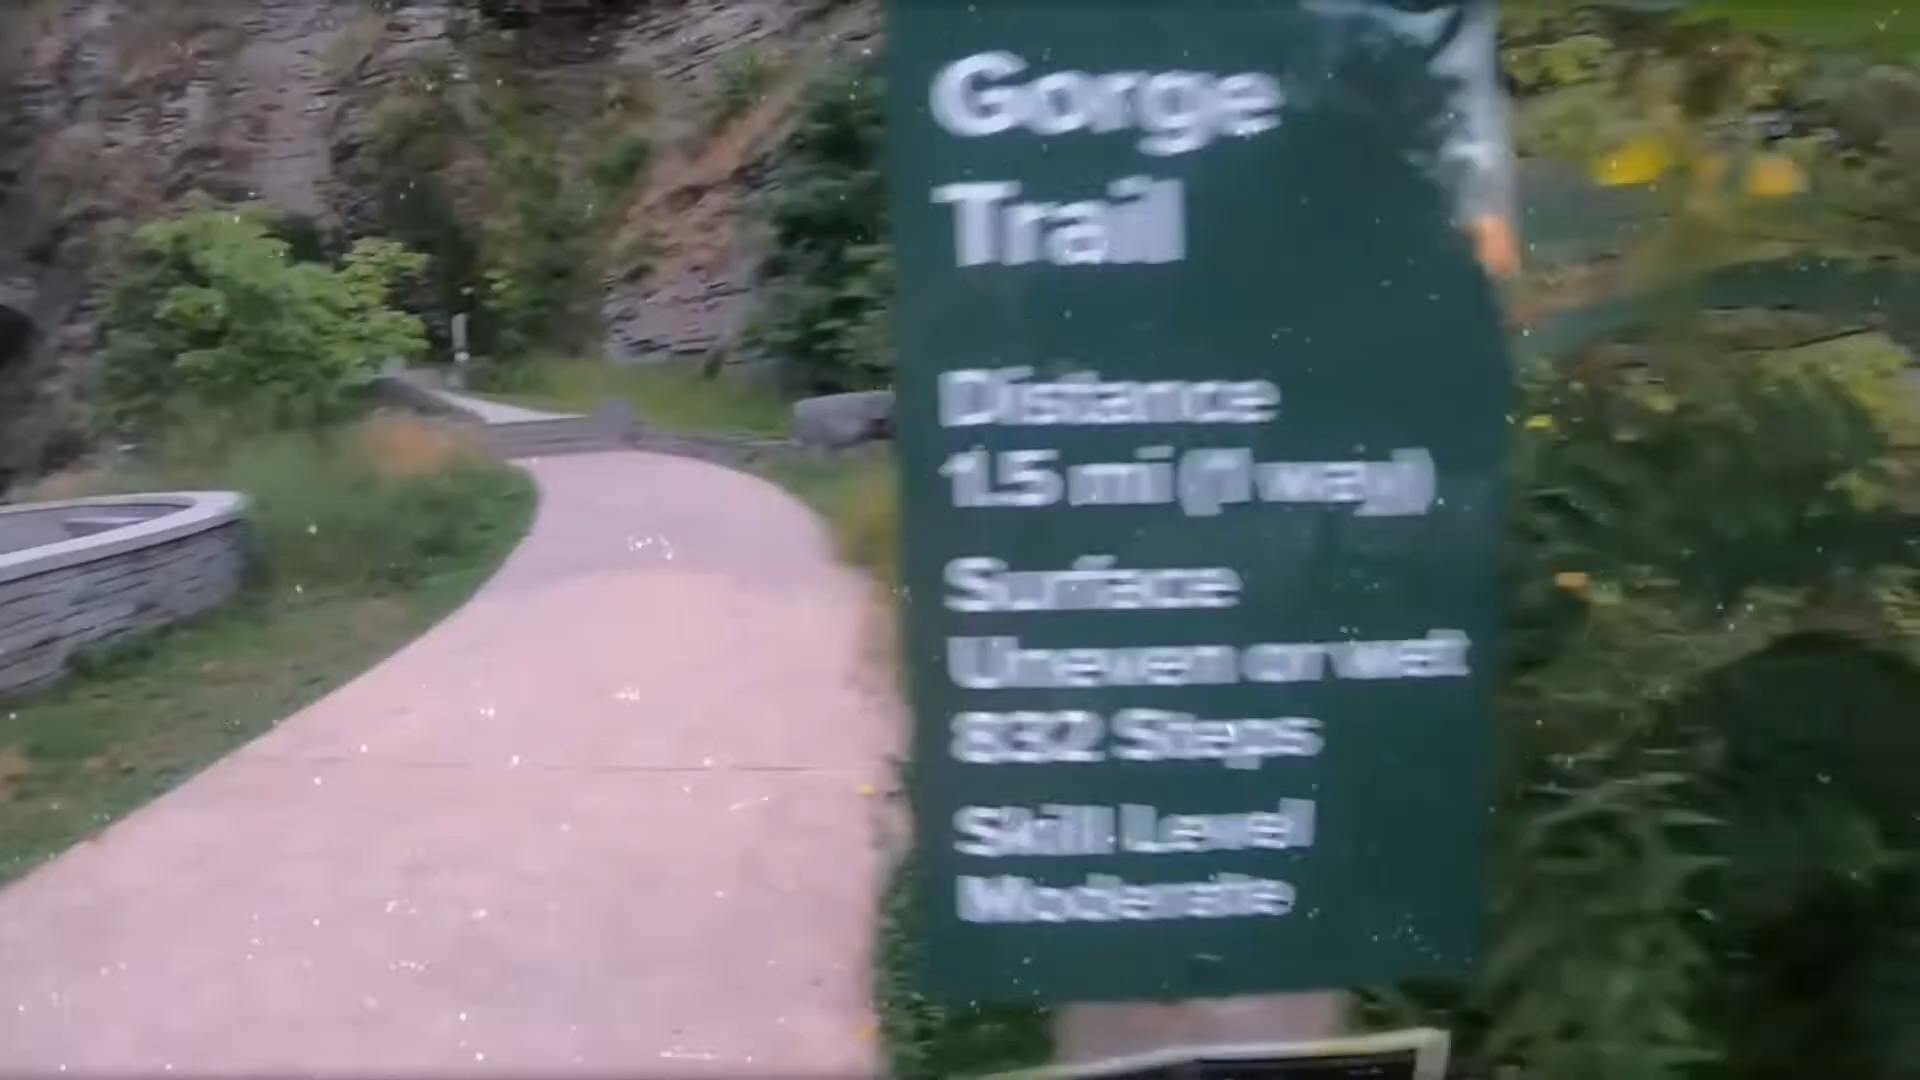 Gorge
Trail
Distance
1.5 mi (1 way)
Surface
Uneven or wet
832 Steps
Skill Level
Moderate